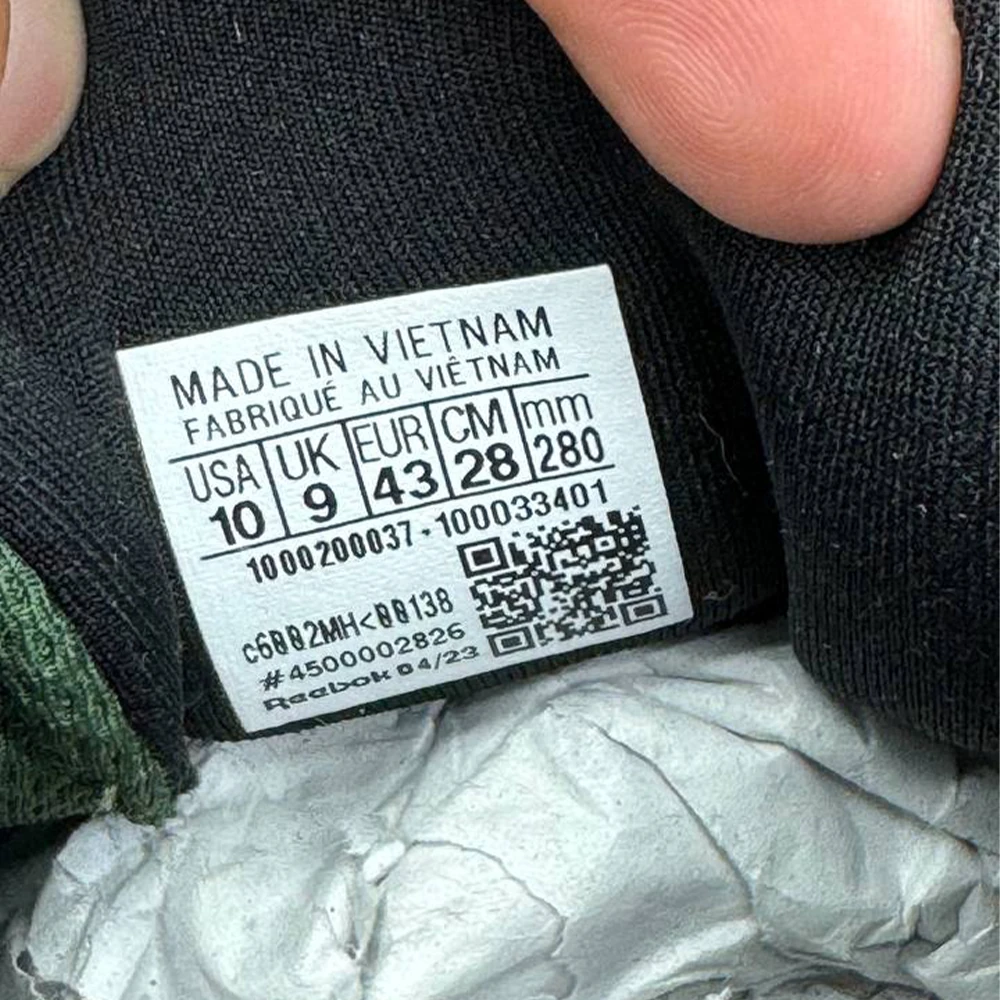 MADE IN VIETNAM
FABRIQUÉ AU VIÊTNAM
USA UK EUR CM mm
10 9 43 28 280
1000200037 - 100033401
c6002MH<00138
#4500002826
Reebok 04/23